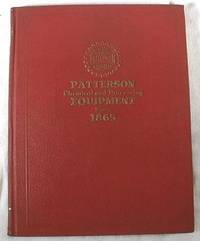 PATTERSON
Chemical and Processing
EQUIPMENT
1865